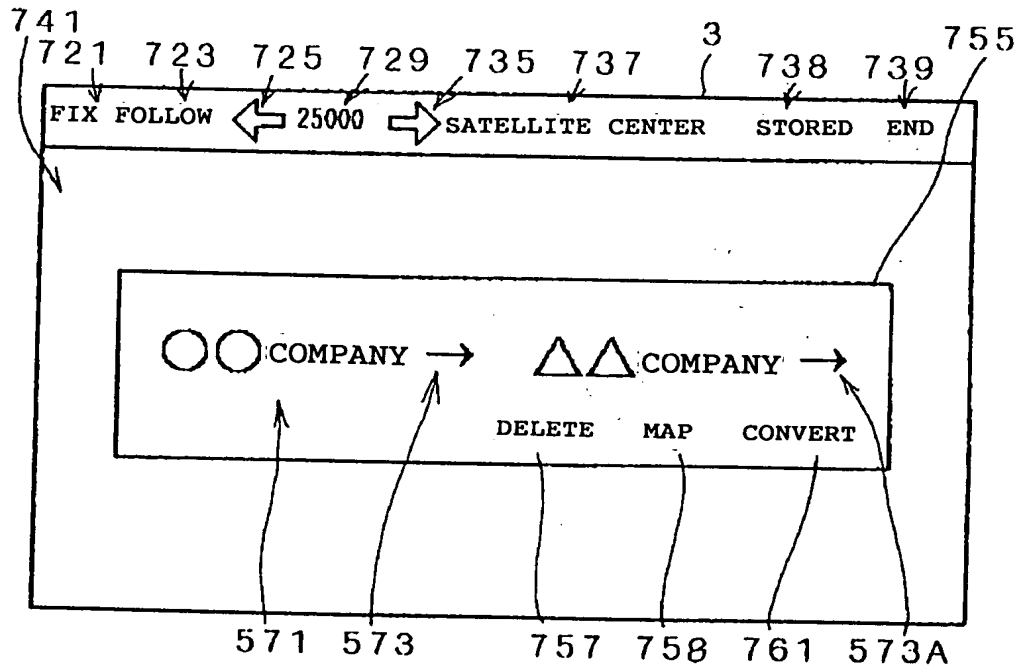 741
721 723 725 729 735 737 3 738 739 755
FIX FOLLOW 25000 SATELLITE CENTER STORED END
○○COMPANY → △△COMPANY →
DELETE MAP CONVERT
571 573 757 758 761 573A